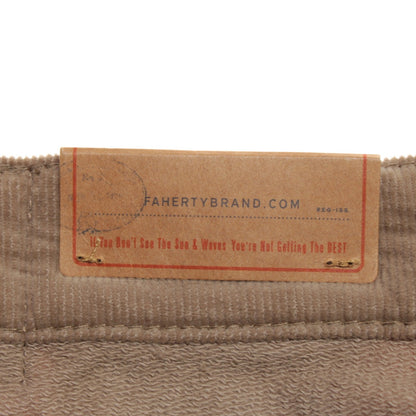 FAHERTYBRAND.COM
If You Don't See The Sun & Waves You're Not Getting The BEST